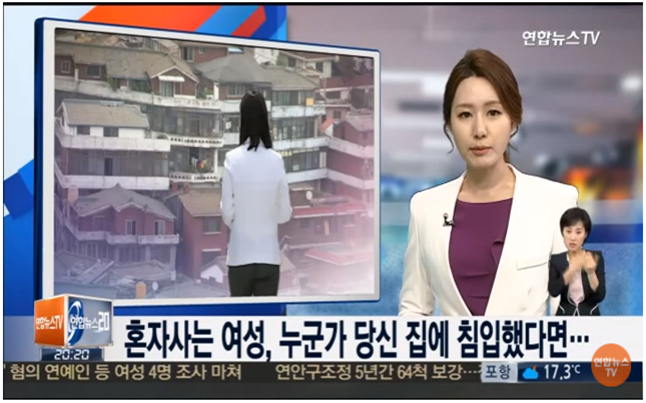 연합뉴스TV
연합뉴스TV 연합뉴스20
20:20
혼자사는 여성, 누군가 당신 집에 침입했다면…
" 혐의 연예인 등 여성 4명 조사 마쳐 연안구조정 5년간 64척 보강… 포항 17.3℃
연합뉴스TV